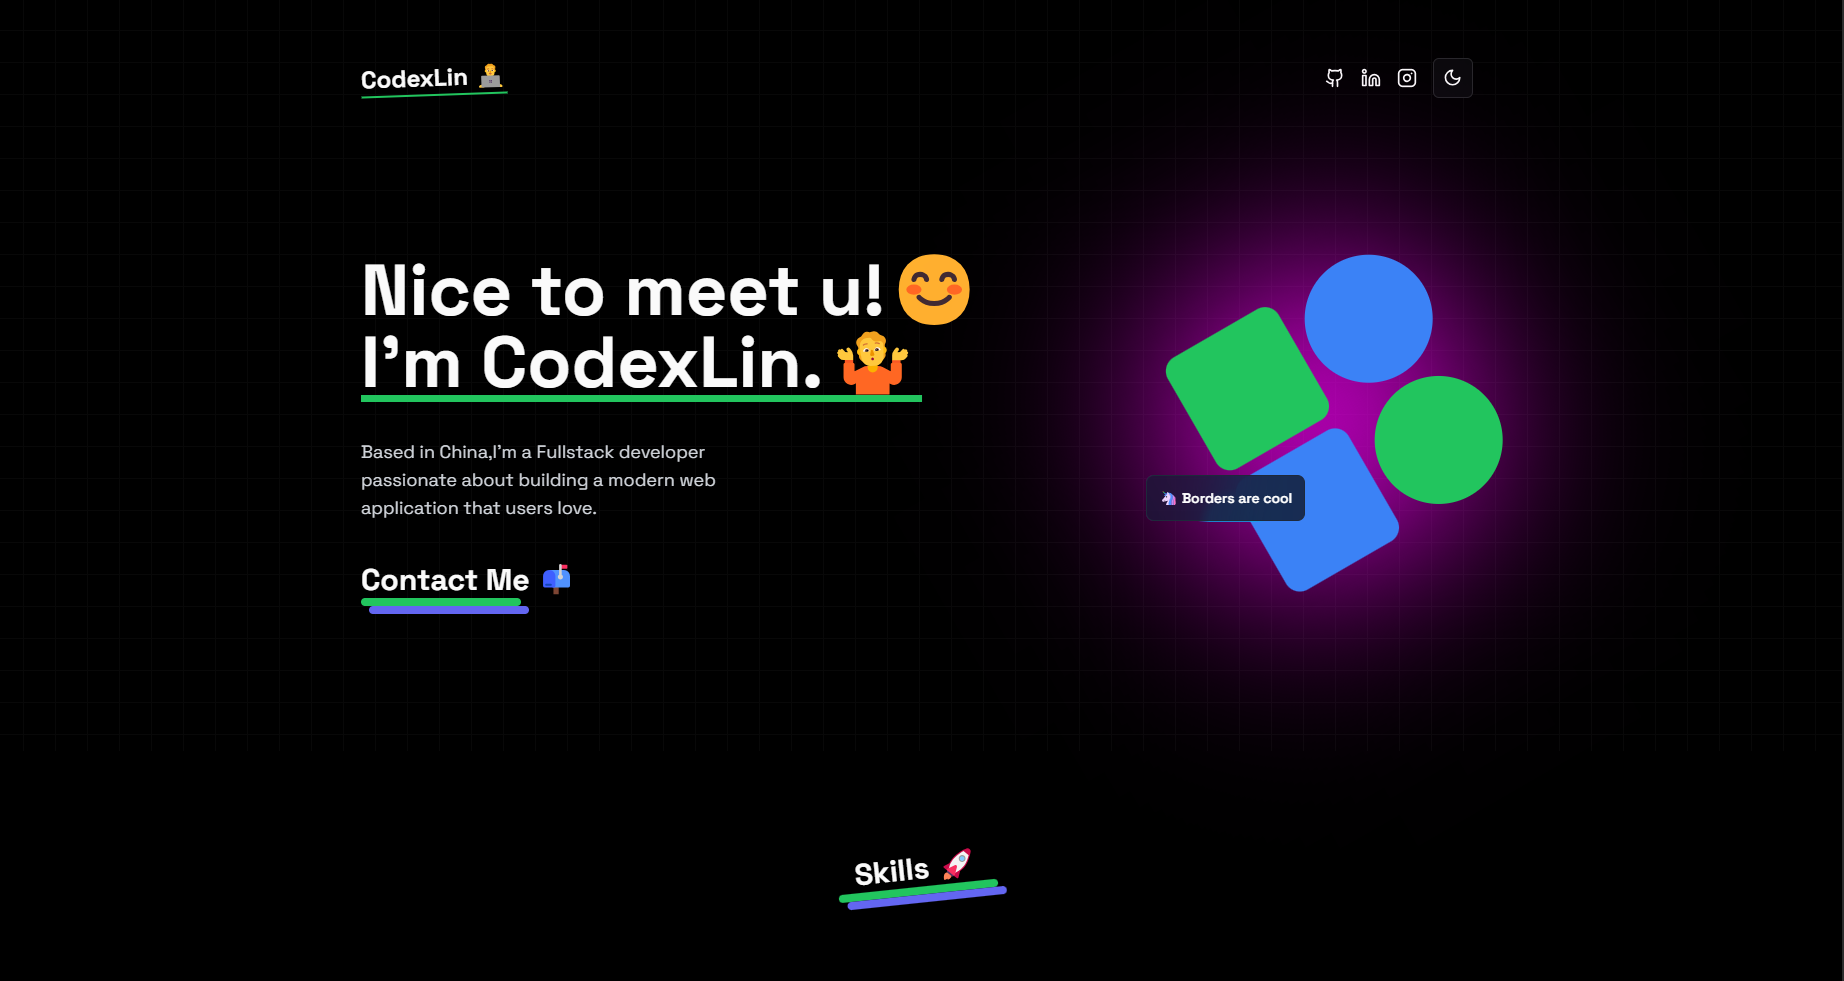 CodexLin
Nice to meet u!
I'm CodexLin.
Based in China,I'm a Fullstack developer
passionate about building a modern web
application that users love.
Borders are cool
Contact Me
Skills